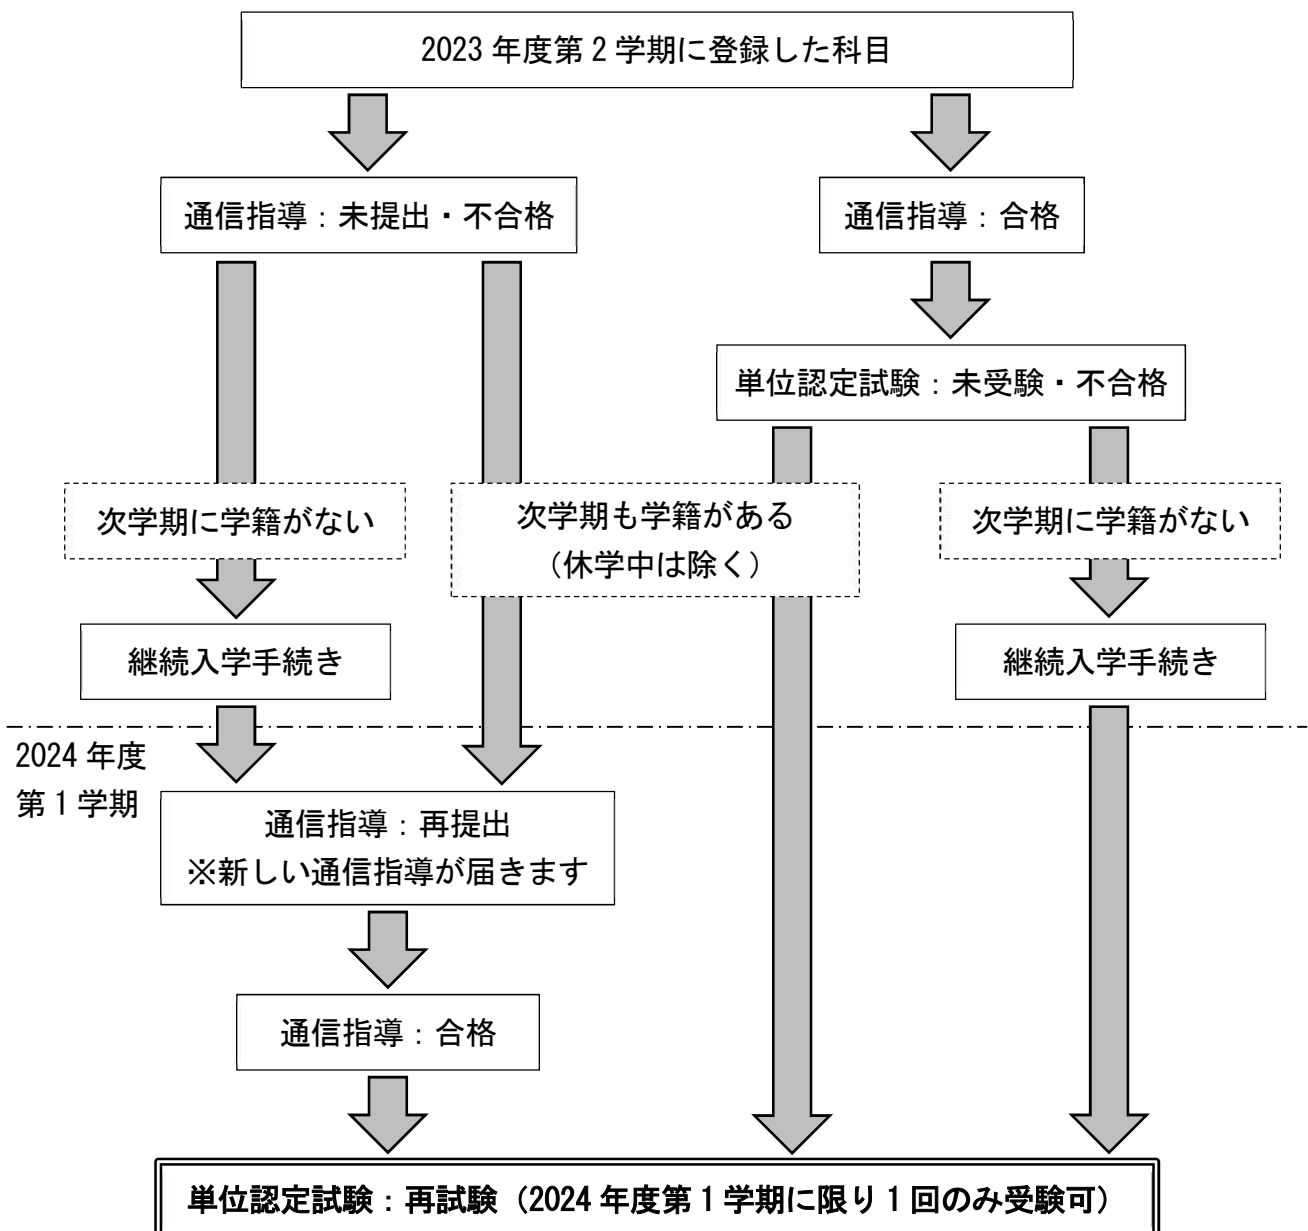 2023 年度第 2 学期に登録した科目
通信指導：未提出・不合格
通信指導：合格
単位認定試験：未受験・不合格
次学期に学籍がない
次学期も学籍がある
（休学中は除く）
次学期に学籍がない
継続入学手続き
継続入学手続き
2024 年度
第 1 学期
通信指導：再提出
※新しい通信指導が届きます
通信指導：合格
単位認定試験：再試験（2024 年度第 1 学期に限り 1 回のみ受験可）